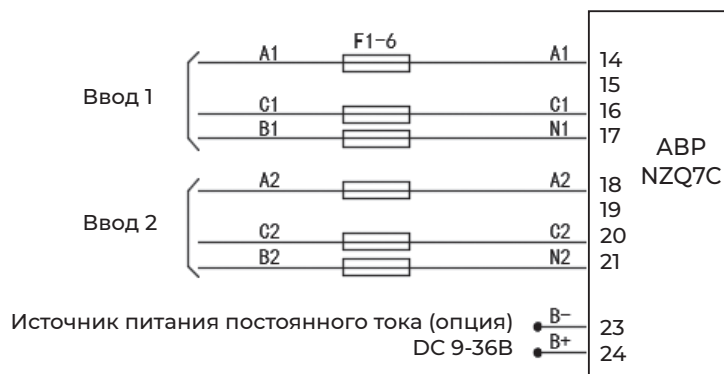 F1-6
A1 A1 14
15
Ввод 1
C1 C1 16
B1 N1 17
АВР
NZQ7C
A2 A2 18
19
Ввод 2
C2 C2 20
B2 N2 21
Источник питания постоянного тока (опция) B- 23
DC 9-36В B+ 24